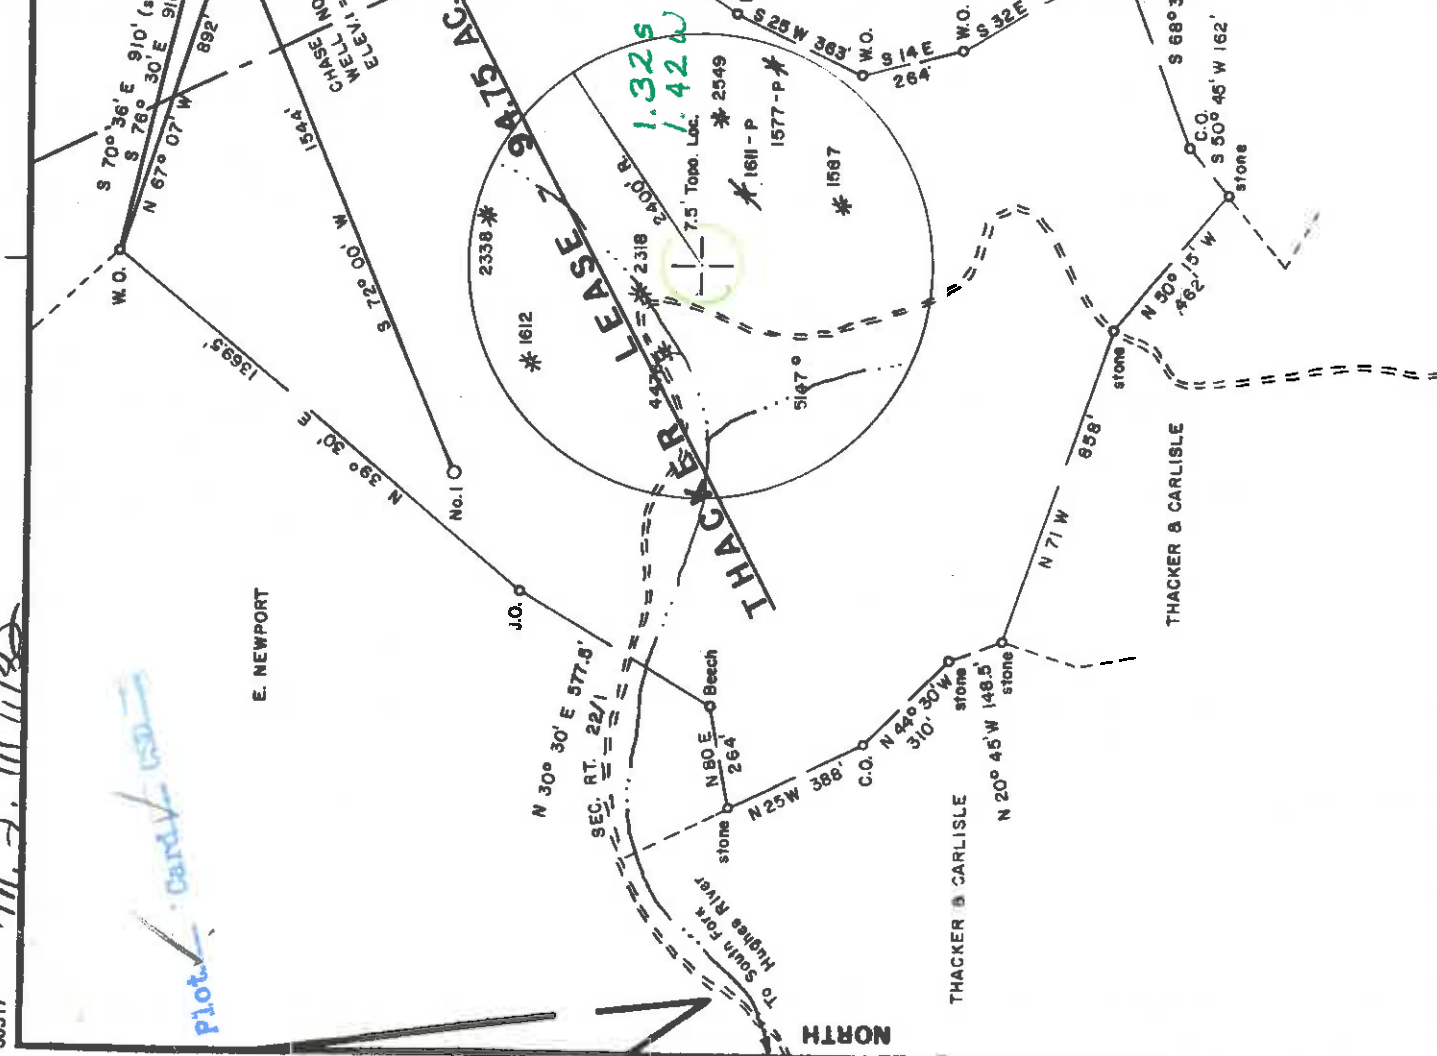 S 70° 36' E 910'
S 76° 30' E
N 67° 07' W 892'
W.O.
1544'
S 72° 00' W
No. 1
CHASE
WELL NO
ELEV.
1369.5'
N 39° 30' E
J.O.
E. NEWPORT
N 30° 30' E 577.5'
SEC. RT. 22/1
Beech
N 80 E
264'
stone
N 25 W 388'
C.O.
N 44° 30' W
310'
stone
N 20° 45' W 148.5'
stone
THACKER & CARLISLE
N 71 W
858'
stone
THACKER & CARLISLE
N 50° 15' W
462'
stone
S 50° 45' W 162'
C.O.
S 68°
S 32 E
W.O.
S 14 E
264'
W.O.
S 25 W 363'
THACKER LEASE 94.75 AC.
2338
1612
2318
2400' R.
7.5' Topo. Loc.
1.32 S
1.42 W
2549
1611-P
1577-P
1587
To South Fork
Hughes River
NORTH
Plot
Card